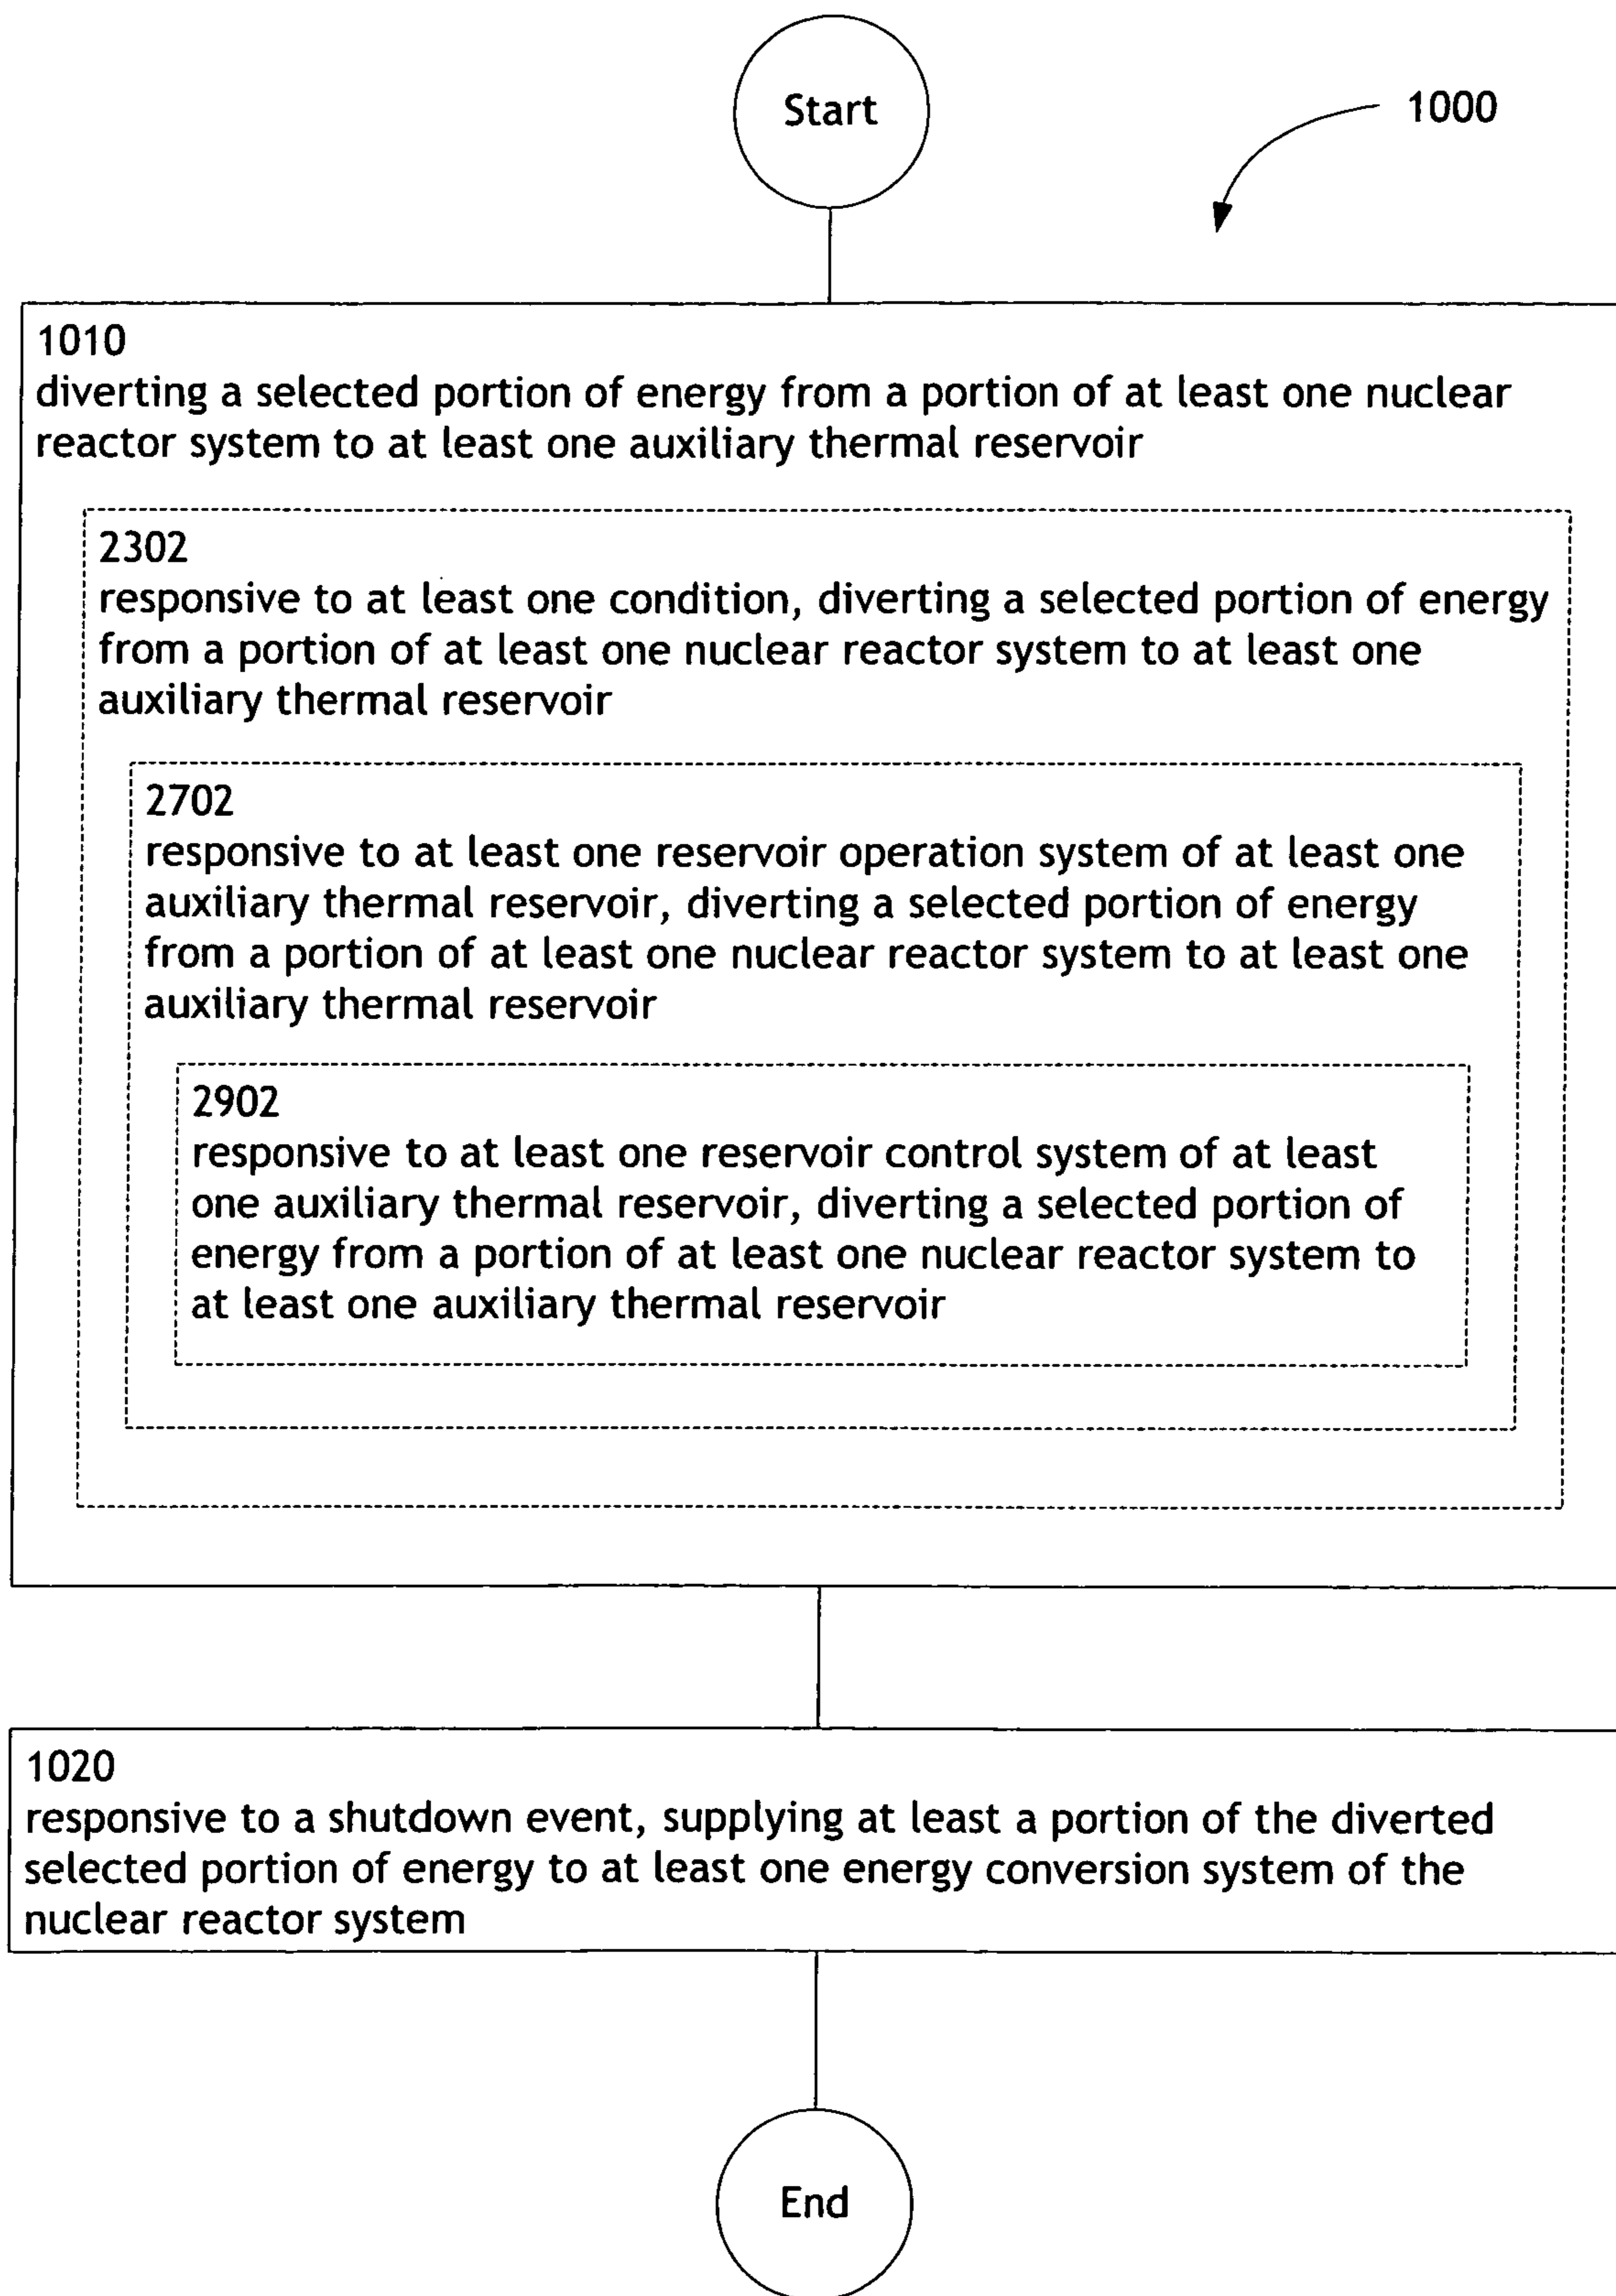 Start
1000
1010
diverting a selected portion of energy from a portion of at least one nuclear
reactor system to at least one auxiliary thermal reservoir
2302
responsive to at least one condition, diverting a selected portion of energy
from a portion of at least one nuclear reactor system to at least one
auxiliary thermal reservoir
2702
responsive to at least one reservoir operation system of at least one
auxiliary thermal reservoir, diverting a selected portion of energy
from a portion of at least one nuclear reactor system to at least one
auxiliary thermal reservoir
2902
responsive to at least one reservoir control system of at least
one auxiliary thermal reservoir, diverting a selected portion of
energy from a portion of at least one nuclear reactor system to
at least one auxiliary thermal reservoir
1020
responsive to a shutdown event, supplying at least a portion of the diverted
selected portion of energy to at least one energy conversion system of the
nuclear reactor system
End